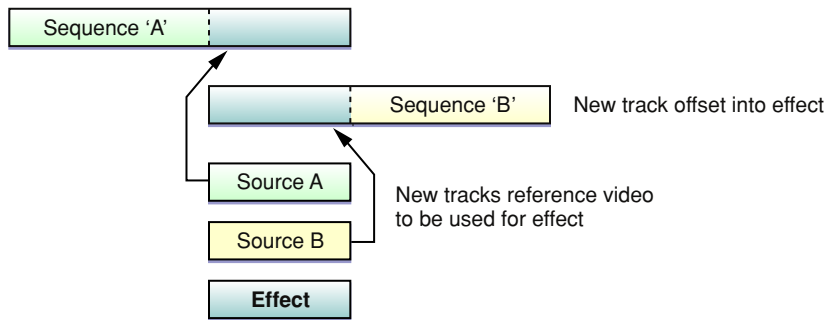 Sequence ‘A’
Sequence ‘B’
New track offset into effect
Source A
New tracks reference video
to be used for effect
Source B
Effect